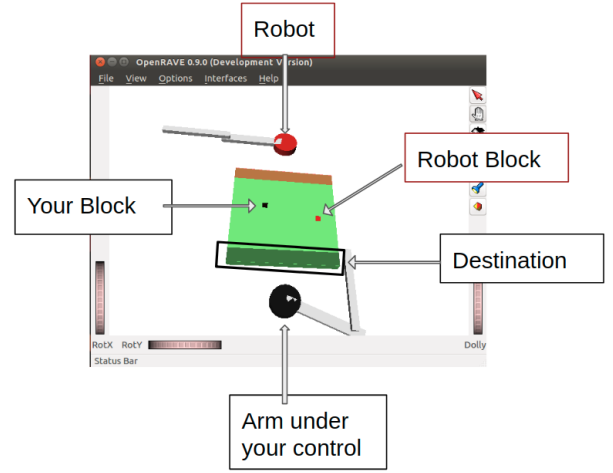 Robot
OpenRAVE 0.9.0 (Development Version)
File View Options Interfaces Help
Robot Block
Your Block
Destination
RotX RotY
Dolly
Status Bar
Arm under
your control